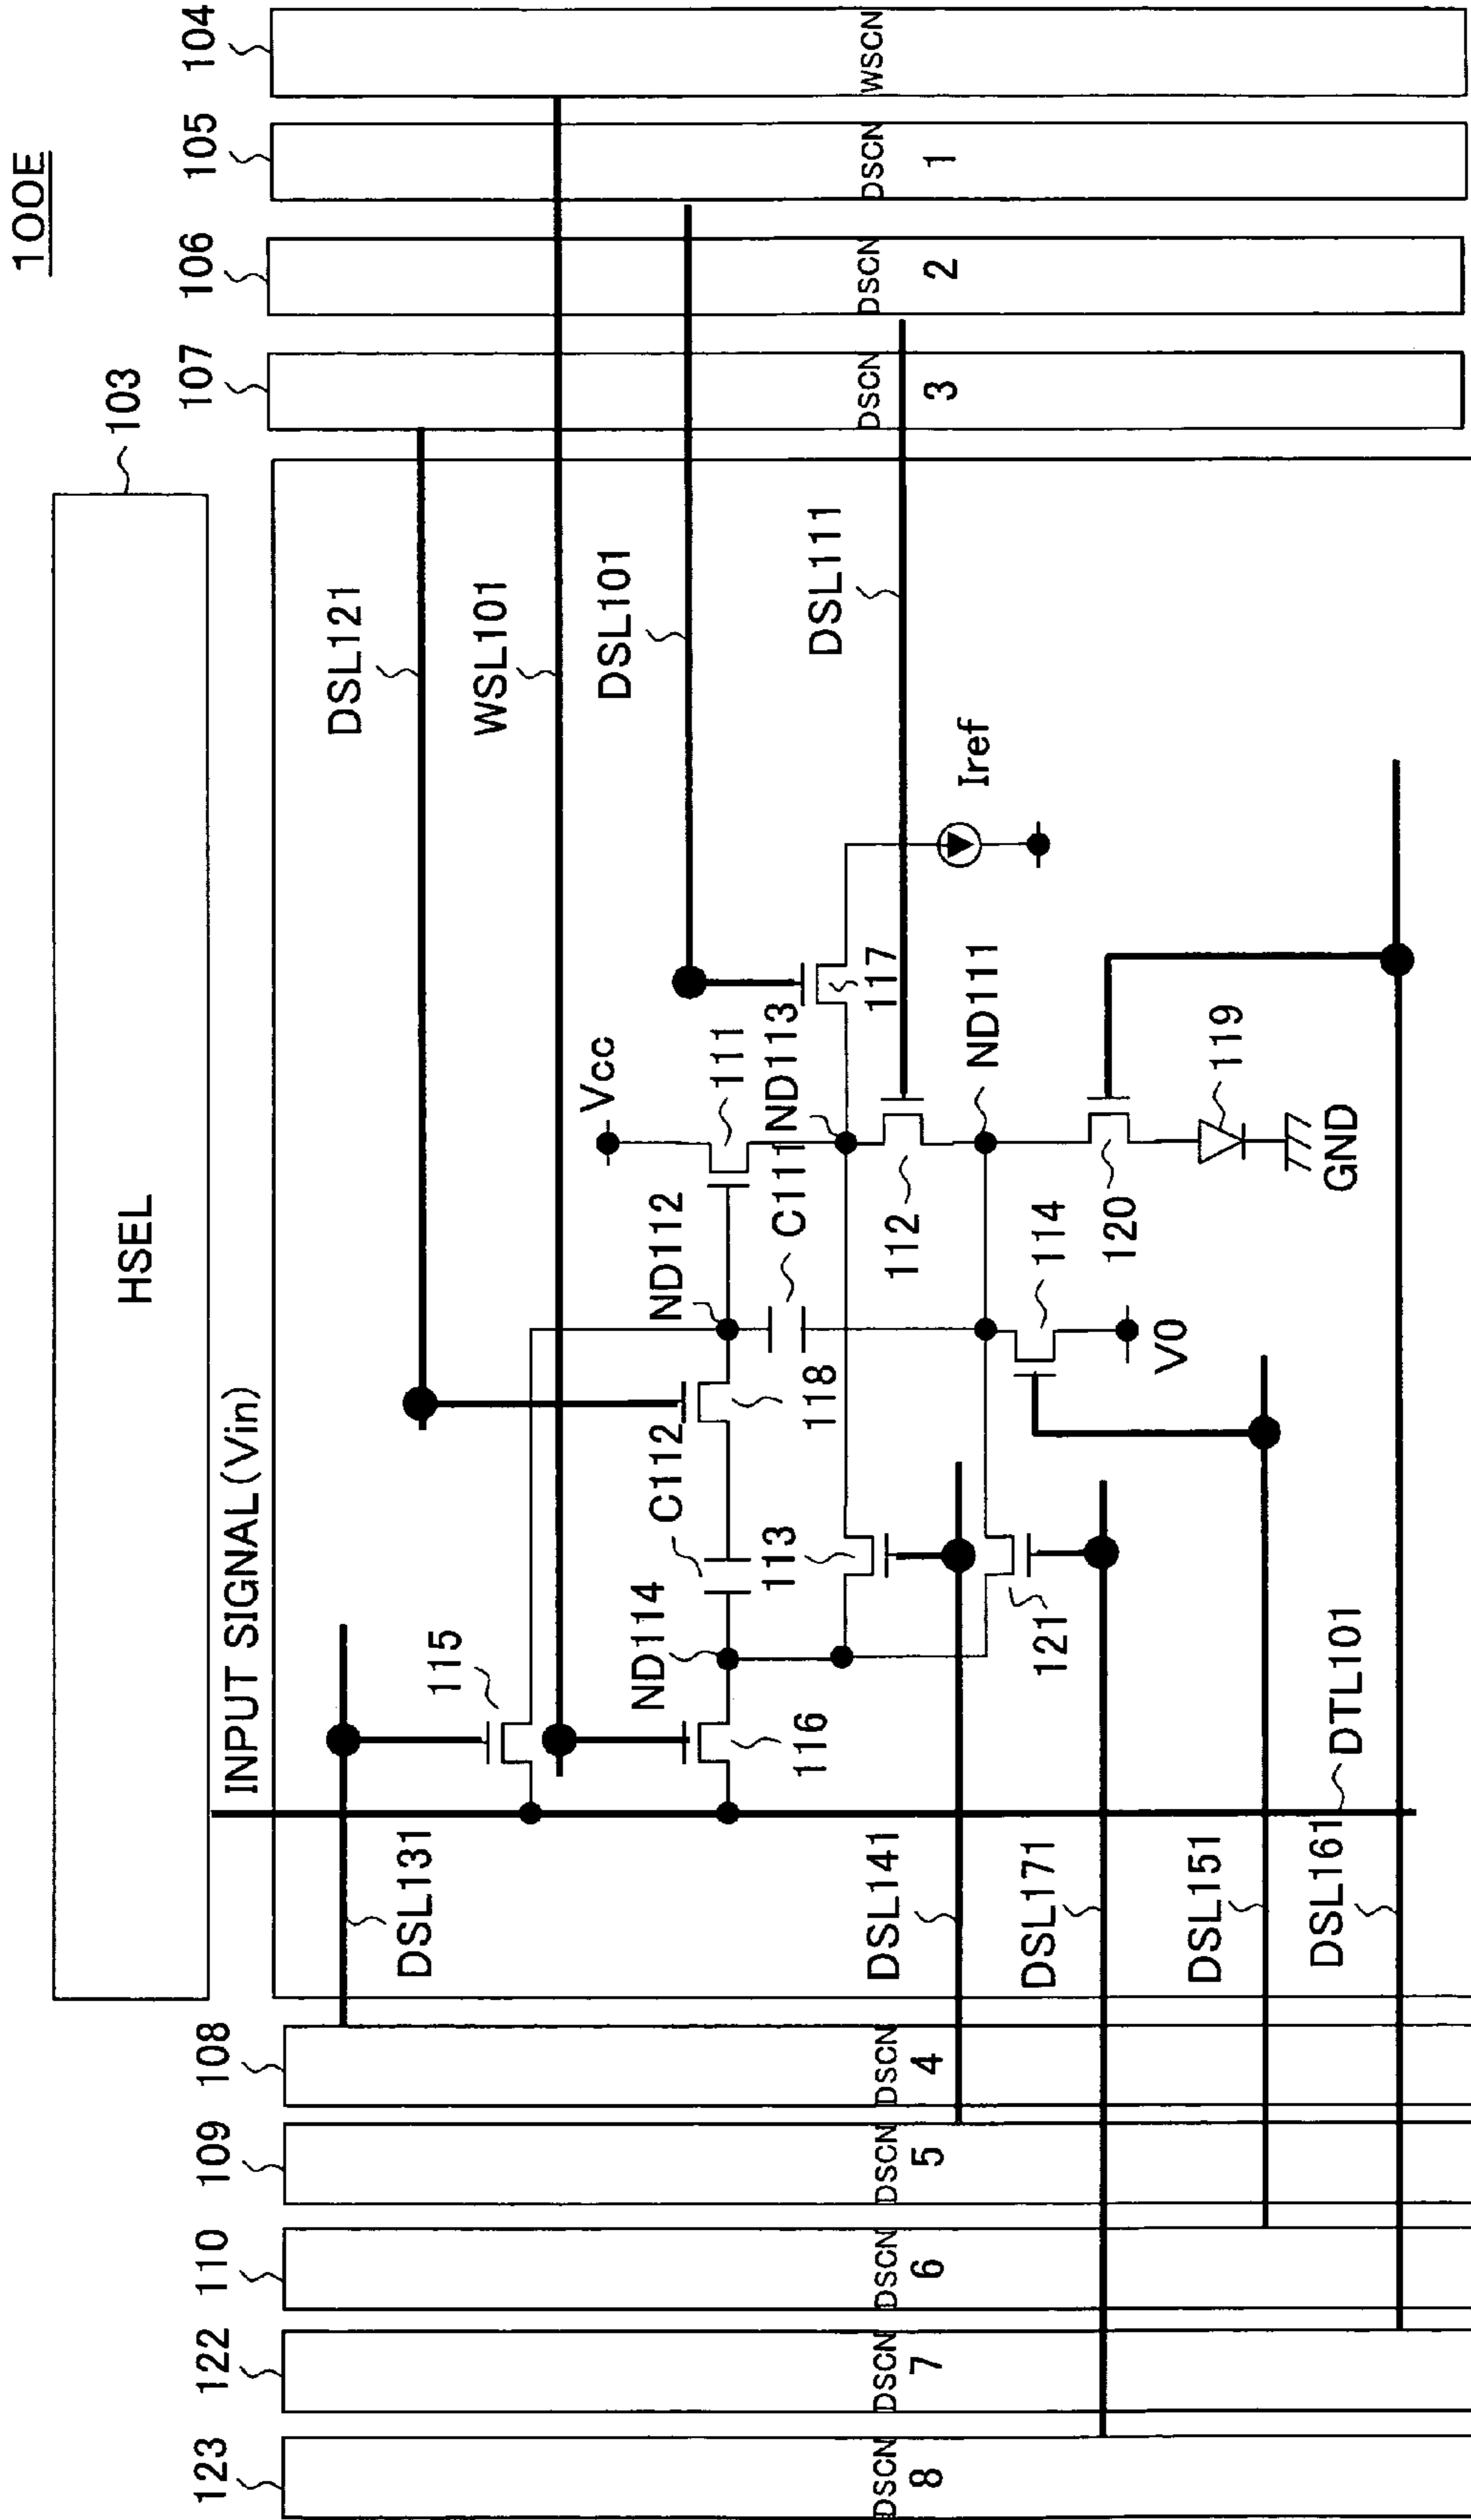 100E
HSEL
103
INPUT SIGNAL(Vin)
123
122
110
109
108
107
106
105
104
DSCN
8
DSCN
7
DSCN
6
DSCN
5
DSCN
4
DSCN
3
DSCN
2
DSCN
1
WSCN
DSL131
DSL121
WSL101
DSL101
DSL111
115
Vcc
111
ND112
ND114
C112
118
C111
ND113
117
Iref
116
113
112
ND111
DSL141
121
114
120
119
V0
GND
DSL171
DSL151
DSL161
DTL101